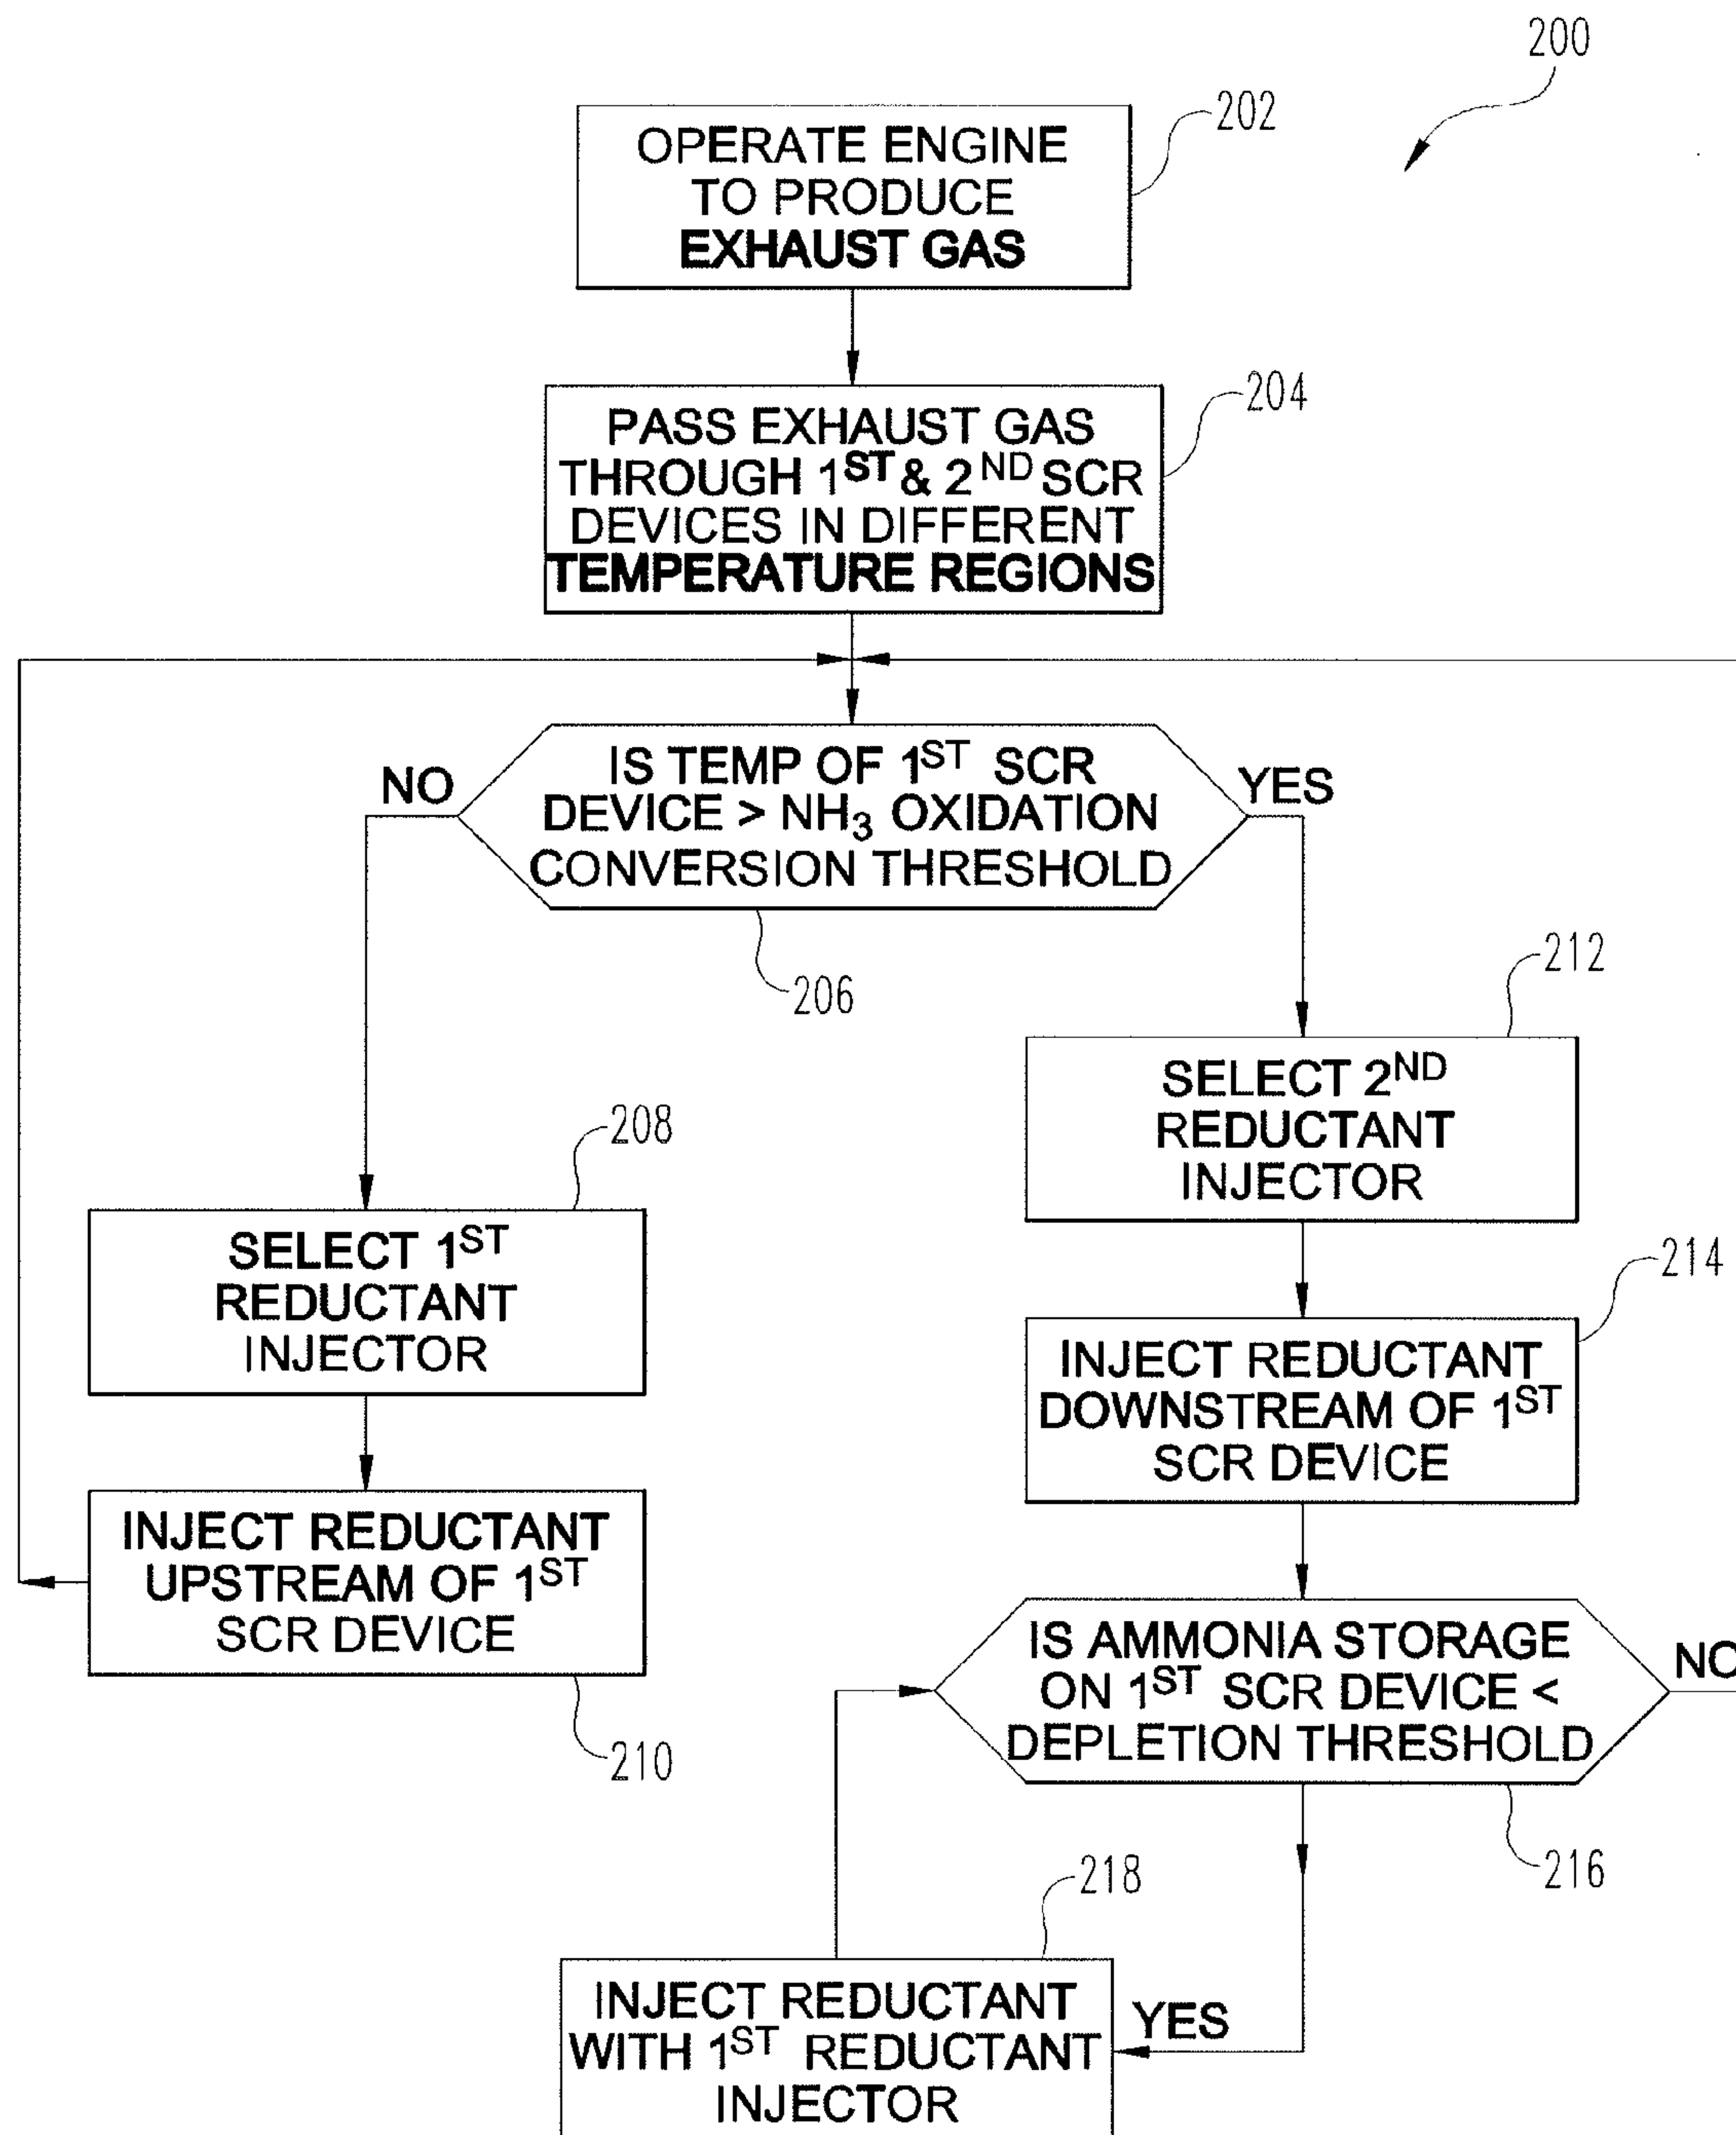 200
202
OPERATE ENGINE
TO PRODUCE
EXHAUST GAS
204
PASS EXHAUST GAS
THROUGH 1ST & 2ND SCR
DEVICES IN DIFFERENT
TEMPERATURE REGIONS
NO
IS TEMP OF 1ST SCR
DEVICE > NH3 OXIDATION
CONVERSION THRESHOLD
YES
206
212
SELECT 2ND
REDUCTANT
INJECTOR
208
SELECT 1ST
REDUCTANT
INJECTOR
214
INJECT REDUCTANT
DOWNSTREAM OF 1ST
SCR DEVICE
INJECT REDUCTANT
UPSTREAM OF 1ST
SCR DEVICE
210
IS AMMONIA STORAGE
ON 1ST SCR DEVICE <
DEPLETION THRESHOLD
NO
216
218
INJECT REDUCTANT
WITH 1ST REDUCTANT
INJECTOR
YES